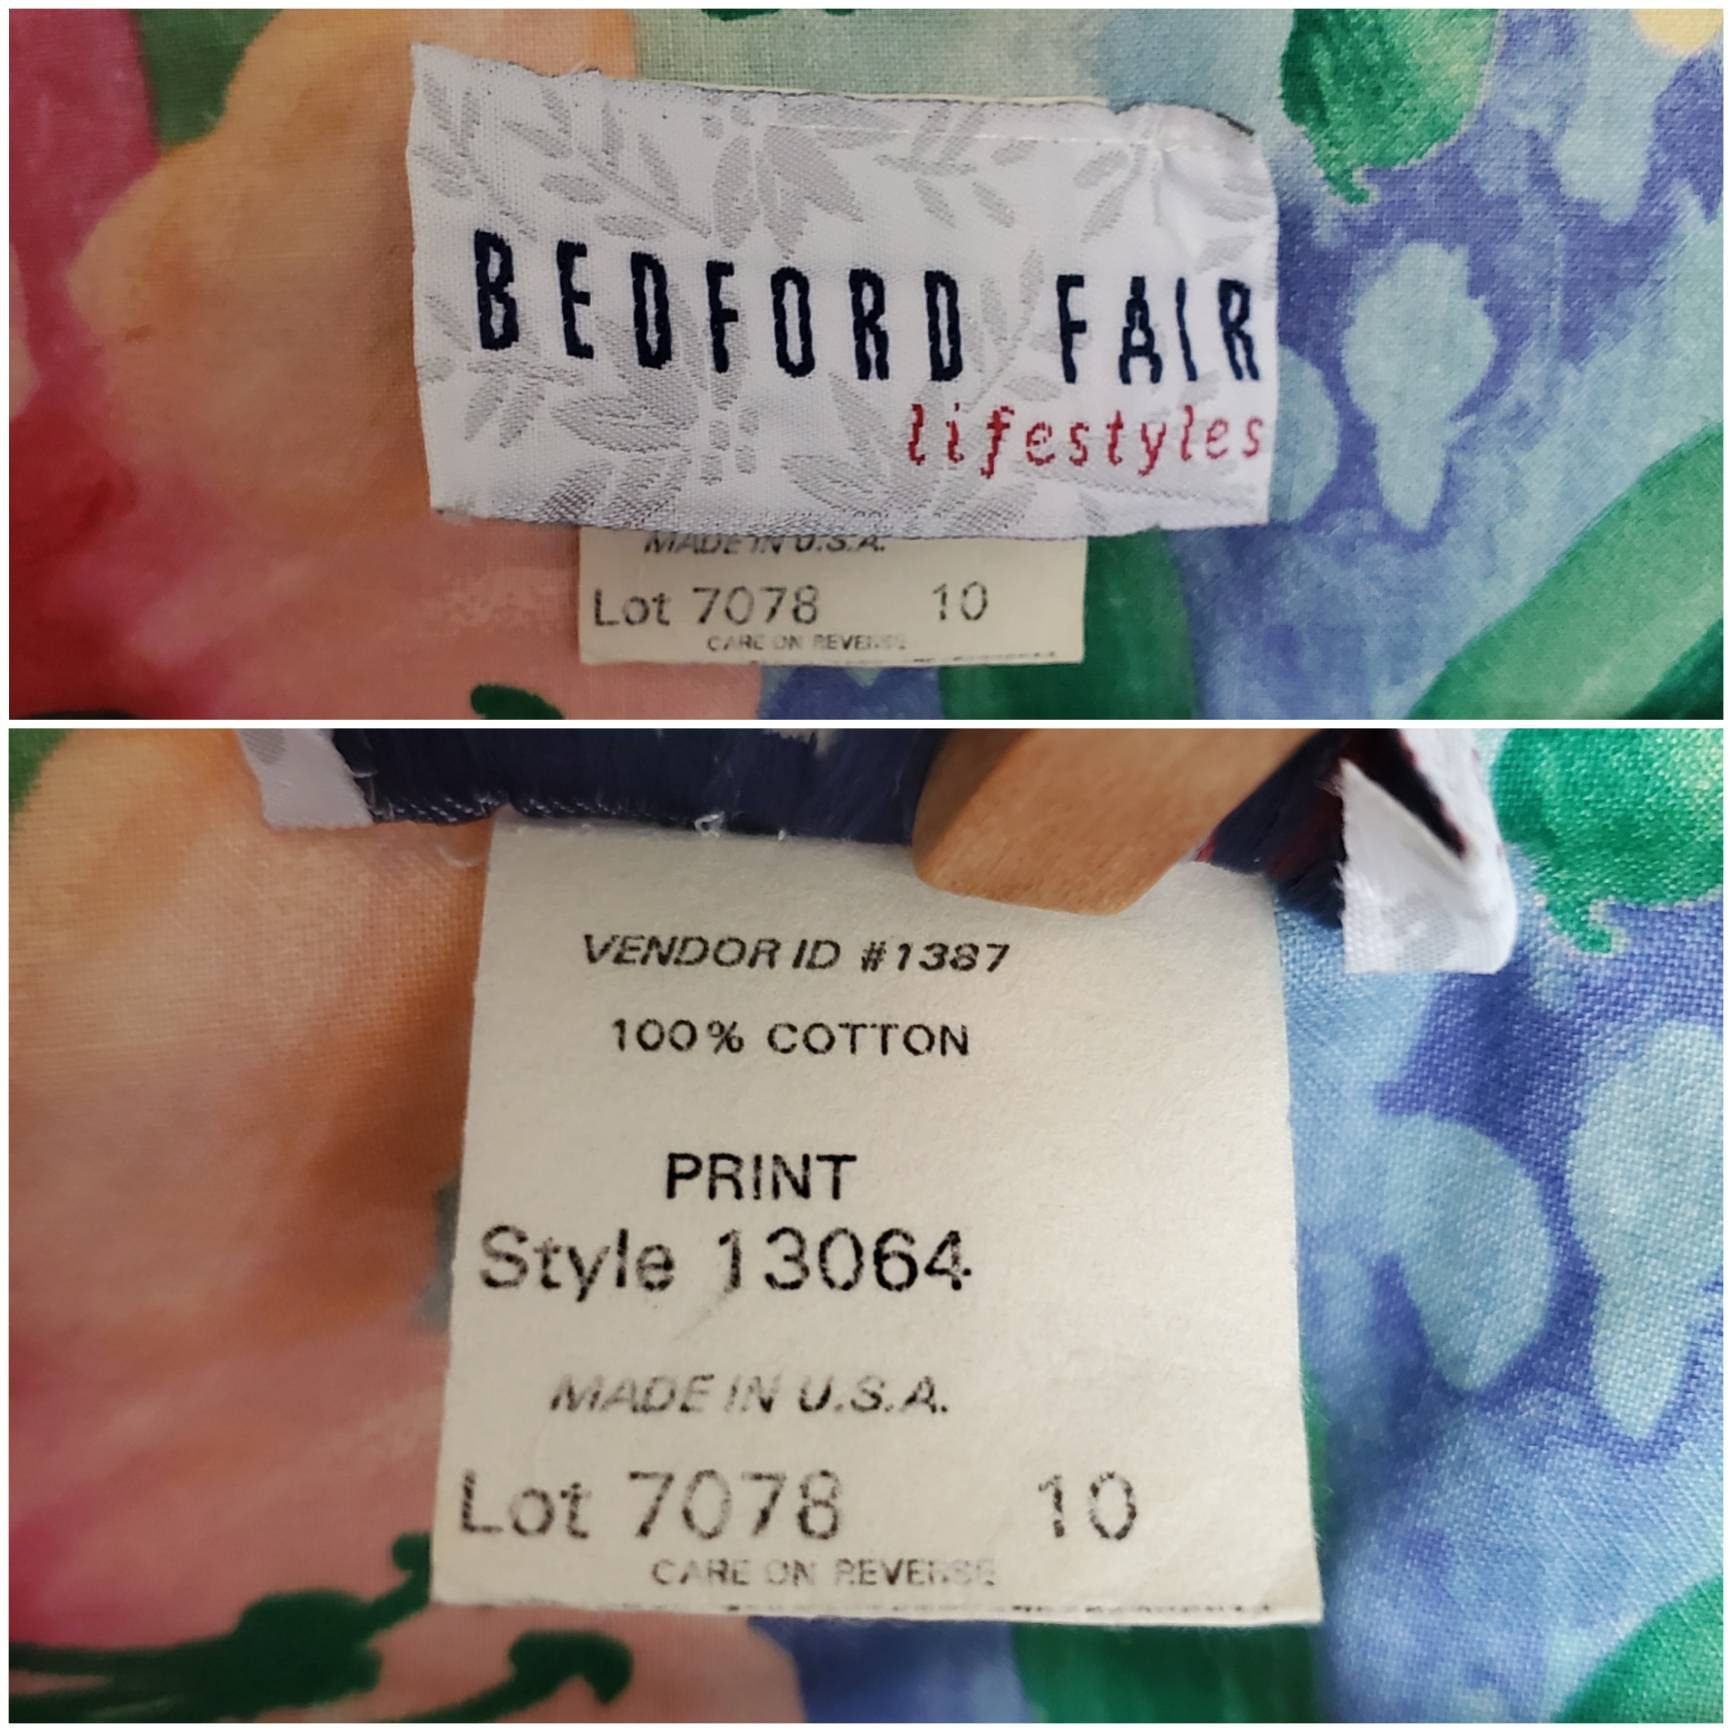 BEDFORD FAIR
lifestyles
MADE IN U.S.A.
Lot 7078 10
CARE ON REVERSE
VENDOR ID #1387
100% COTTON
PRINT
Style 13064
MADE IN U.S.A.
Lot 7078 10
CARE ON REVERSE